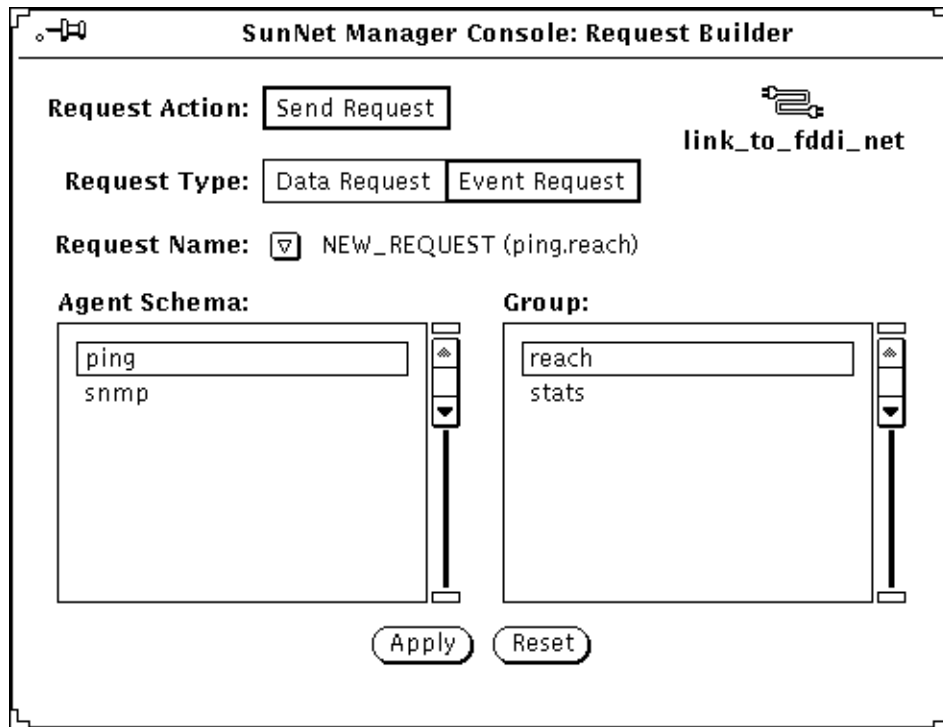 SunNet Manager Console: Request Builder
Request Action: Send Request
link_to_fddi_net
Request Type: Data Request Event Request
Request Name: NEW_REQUEST (ping.reach)
Agent Schema: Group:
ping reach
snmp stats
Apply Reset